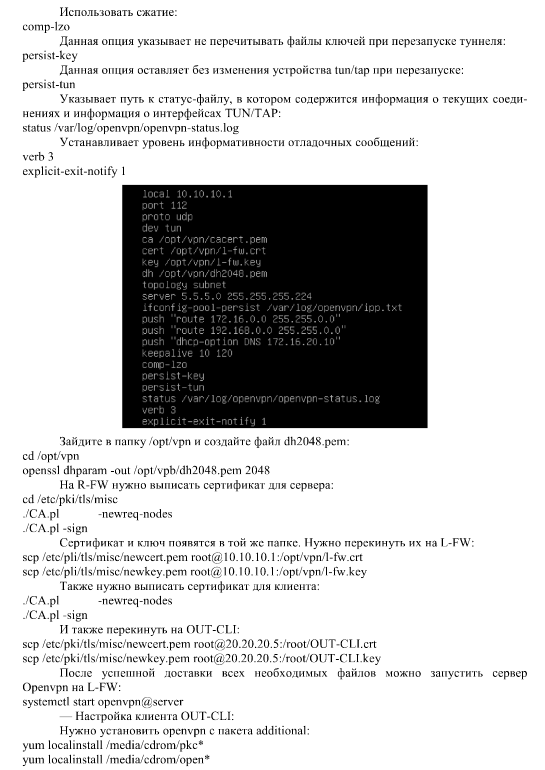 Использовать сжатие:
comp-lzo
Данная опция указывает не перечитывать файлы ключей при перезапуске туннеля:
persist-key
Данная опция оставляет без изменения устройства tun/tap при перезапуске:
persist-tun
Указывает путь к статус-файлу, в котором содержится информация о текущих соеди-
нениях и информация о интерфейсах TUN/TAP:
status /var/log/openvpn/openvpn-status.log
Устанавливает уровень информативности отладочных сообщений:
verb 3
explicit-exit-notify 1
local 10.10.10.1
port 112
proto udp
dev tun
ca /opt/vpn/cacert.pem
cert /opt/vpn/l-fw.crt
key /opt/vpn/l-fw.key
dh /opt/vpn/dh2048.pem
topology subnet
server 5.5.5.0 255.255.255.224
ifconfig-pool-persist /var/log/openvpn/ipp.txt
push "route 172.16.0.0 255.255.0.0"
push "route 192.168.0.0 255.255.0.0"
push "dhcp-option DNS 172.16.20.10"
keepalive 10 120
comp-lzo
persist-key
persist-tun
status /var/log/openvpn/openvpn-status.log
verb 3
explicit-exit-notify 1
Зайдите в папку /opt/vpn и создайте файл dh2048.pem:
cd /opt/vpn
openssl dhparam -out /opt/vpb/dh2048.pem 2048
На R-FW нужно выписать сертификат для сервера:
cd /etc/pki/tls/misc
./CA.pl -newreq-nodes
./CA.pl -sign
Сертификат и ключ появятся в той же папке. Нужно перекинуть их на L-FW:
scp /etc/pli/tls/misc/newcert.pem root@10.10.10.1:/opt/vpn/l-fw.crt
scp /etc/pki/tls/misc/newkey.pem root@10.10.10.1:/opt/vpn/l-fw.key
Также нужно выписать сертификат для клиента:
./CA.pl -newreq-nodes
./CA.pl -sign
И также перекинуть на OUT-CLI:
scp /etc/pki/tls/misc/newcert.pem root@20.20.20.5:/root/OUT-CLI.crt
scp /etc/pki/tls/misc/newkey.pem root@20.20.20.5:/root/OUT-CLI.key
После успешной доставки всех необходимых файлов можно запустить сервер
Openvpn на L-FW:
systemctl start openvpn@server
— Настройка клиента OUT-CLI:
Нужно установить openvpn с пакета additional:
yum localinstall /media/cdrom/pkc*
yum localinstall /media/cdrom/open*